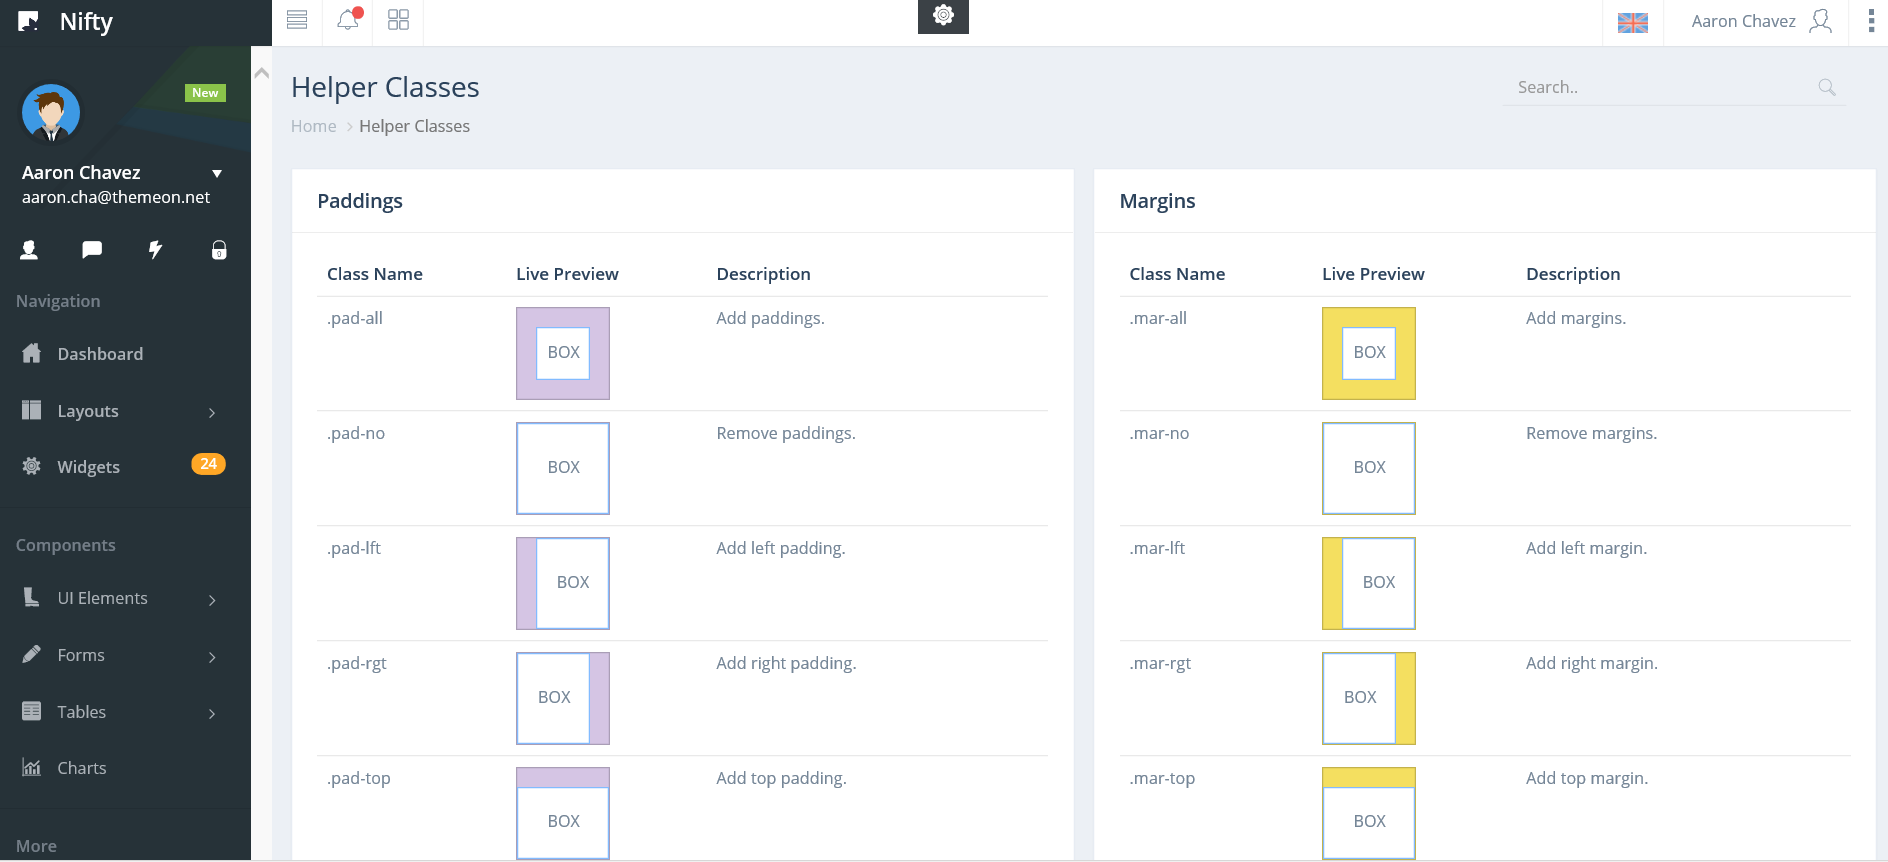 Nifty
Aaron Chavez
New
Aaron Chavez
aaron.cha@themeon.net
Navigation
Dashboard
Layouts
Widgets 24
Components
UI Elements
Forms
Tables
Charts
More
Helper Classes
Search..
Home > Helper Classes
Paddings
Class Name Live Preview Description
.pad-all BOX Add paddings.
.pad-no BOX Remove paddings.
.pad-lft BOX Add left padding.
.pad-rgt BOX Add right padding.
.pad-top BOX Add top padding.
Margins
Class Name Live Preview Description
.mar-all BOX Add margins.
.mar-no BOX Remove margins.
.mar-lft BOX Add left margin.
.mar-rgt BOX Add right margin.
.mar-top BOX Add top margin.